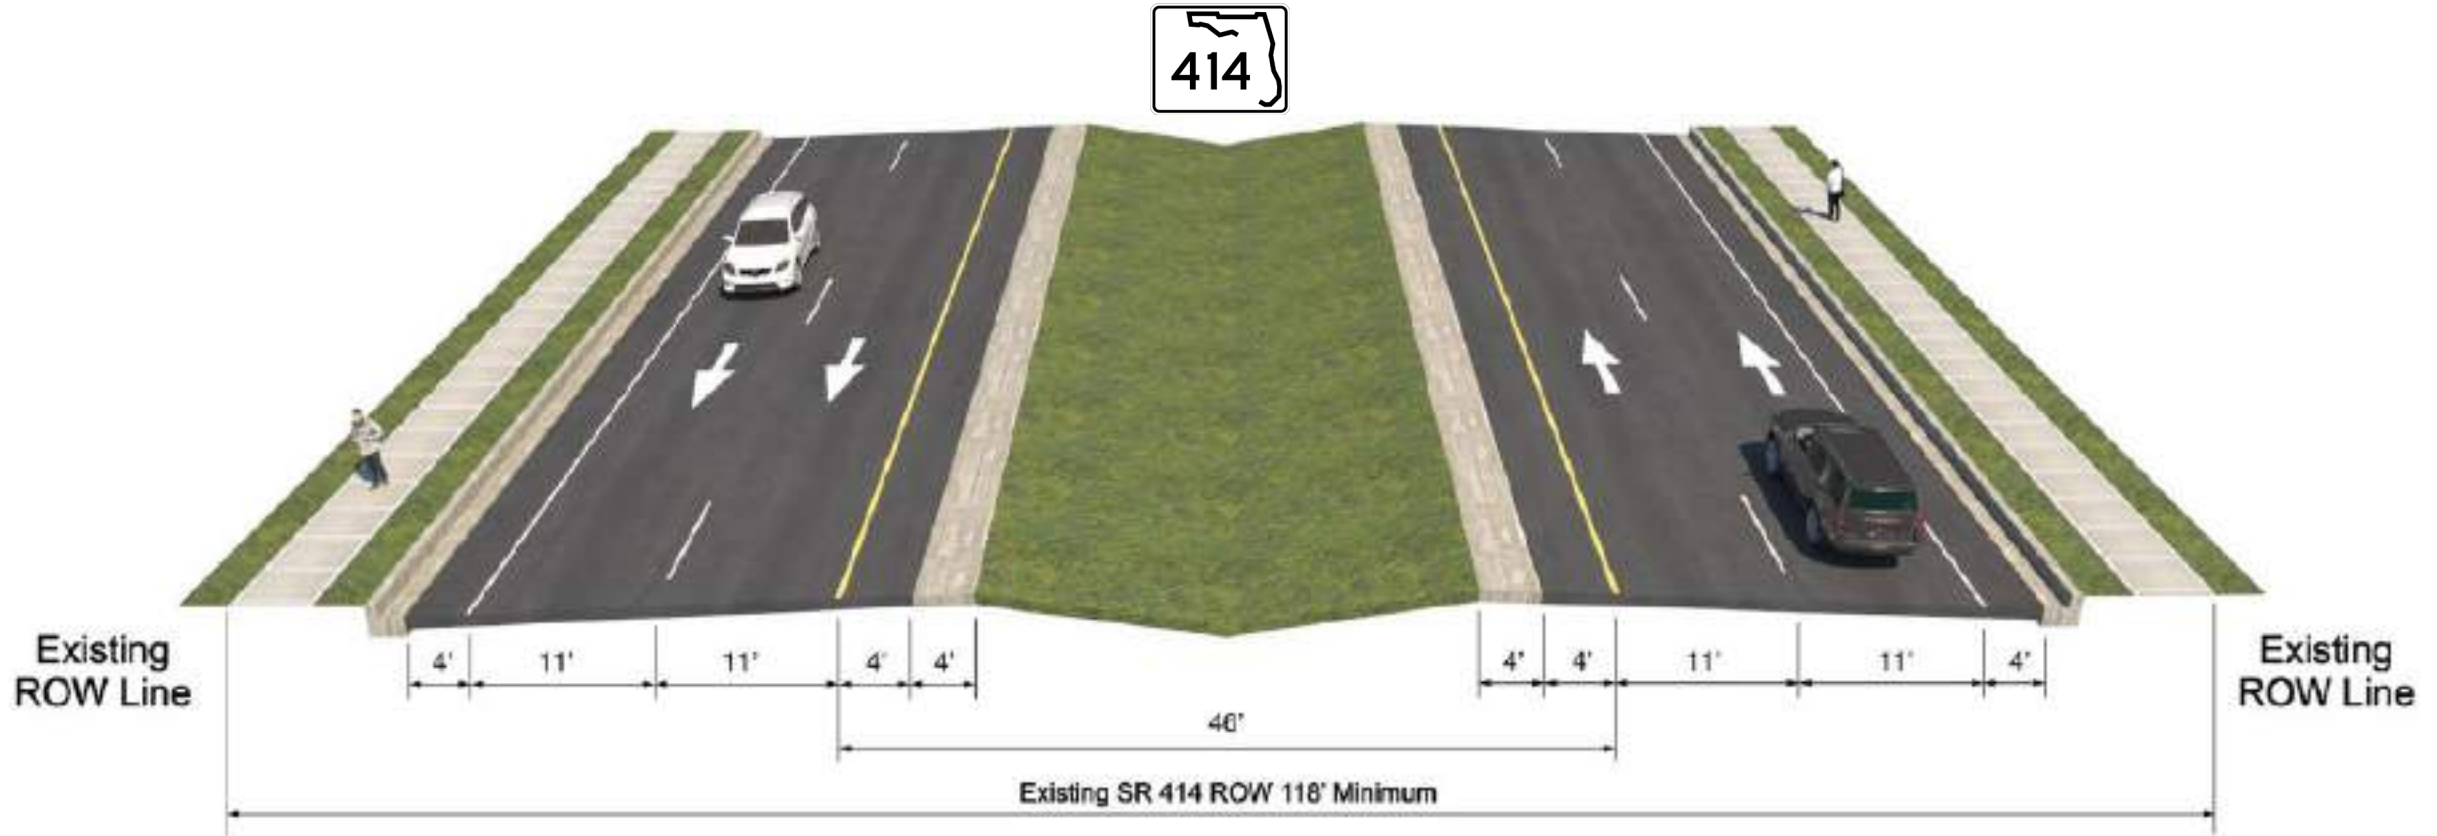 414
Existing
ROW Line
Existing
ROW Line
4' 11' 11' 4' 4' 4' 4' 11' 11' 4'
46'
Existing SR 414 ROW 118' Minimum